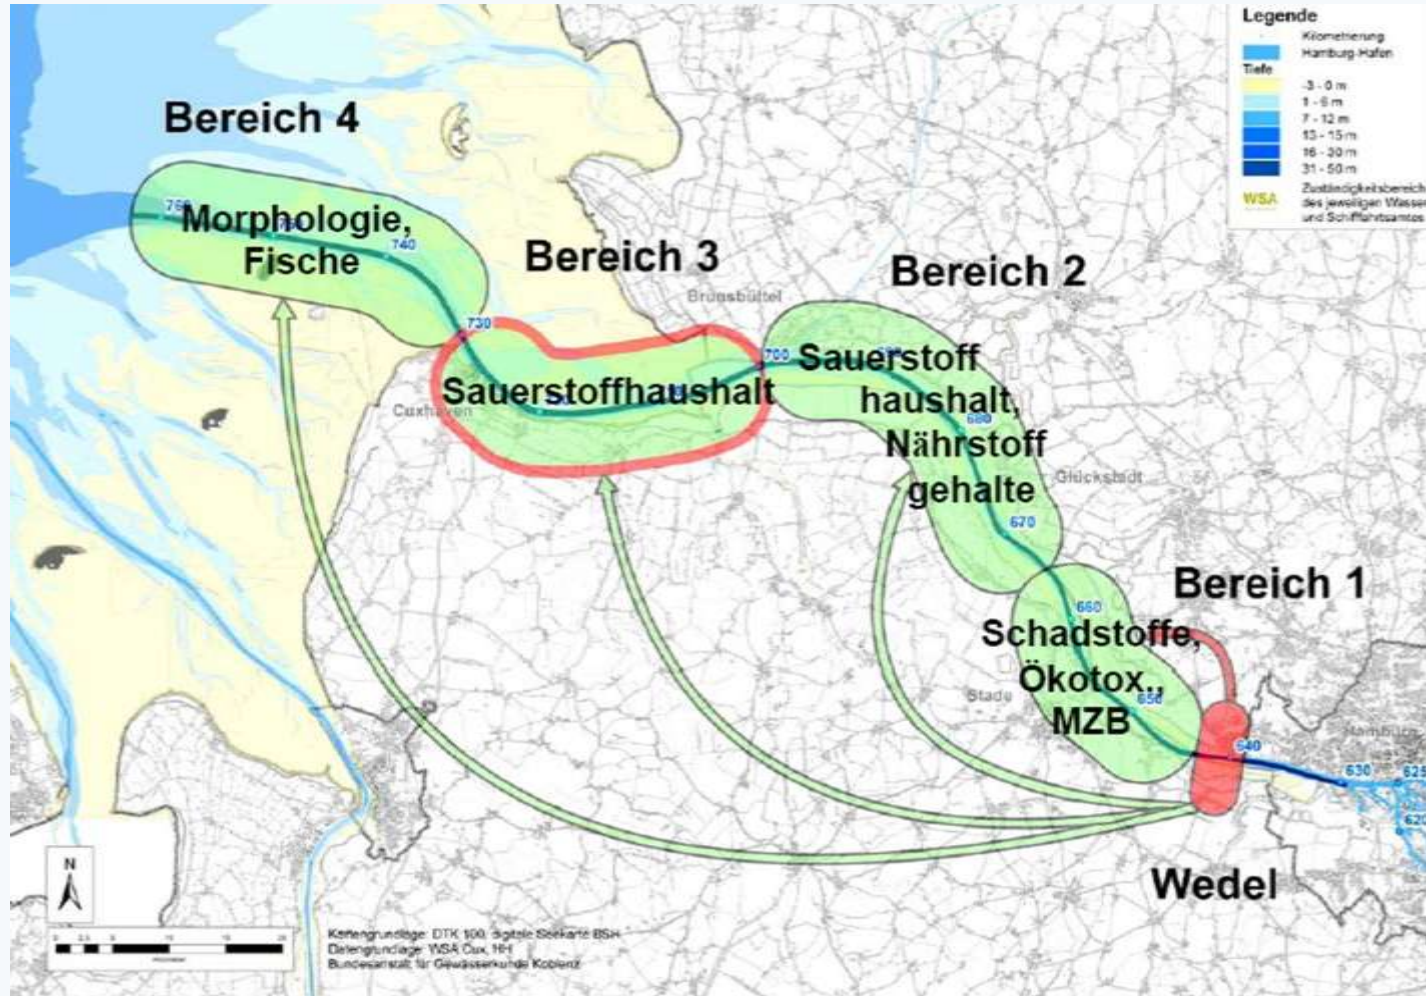 Legende
Kilometrierung
Hamburg-Hafen
Tiefe
-3 - 0 m
1 - 6 m
7 - 12 m
13 - 15 m
16 - 30 m
31 - 50 m
WSA
Zuständigkeitsbereich
des jeweiligen Wasser
und Schifffahrtsamtes
Bereich 4
Morphologie,
Fische
740
730
Bereich 3
Brunsbüttel
Sauerstoffhaushalt
Cuxhaven
Bereich 2
700
Sauerstoff
haushalt,
680
Nährstoff
gehalte
Glückstadt
670
Bereich 1
660
Schadstoffe,
Ökotox.,
650
MZB
Stade
640
Hamburg
630
625
620
Wedel
N
Kartengrundlage: DTK 100, digitale Seekarte BSH
Datengrundlage: WSA Cux, HH
Bundesanstalt für Gewässerkunde Koblenz